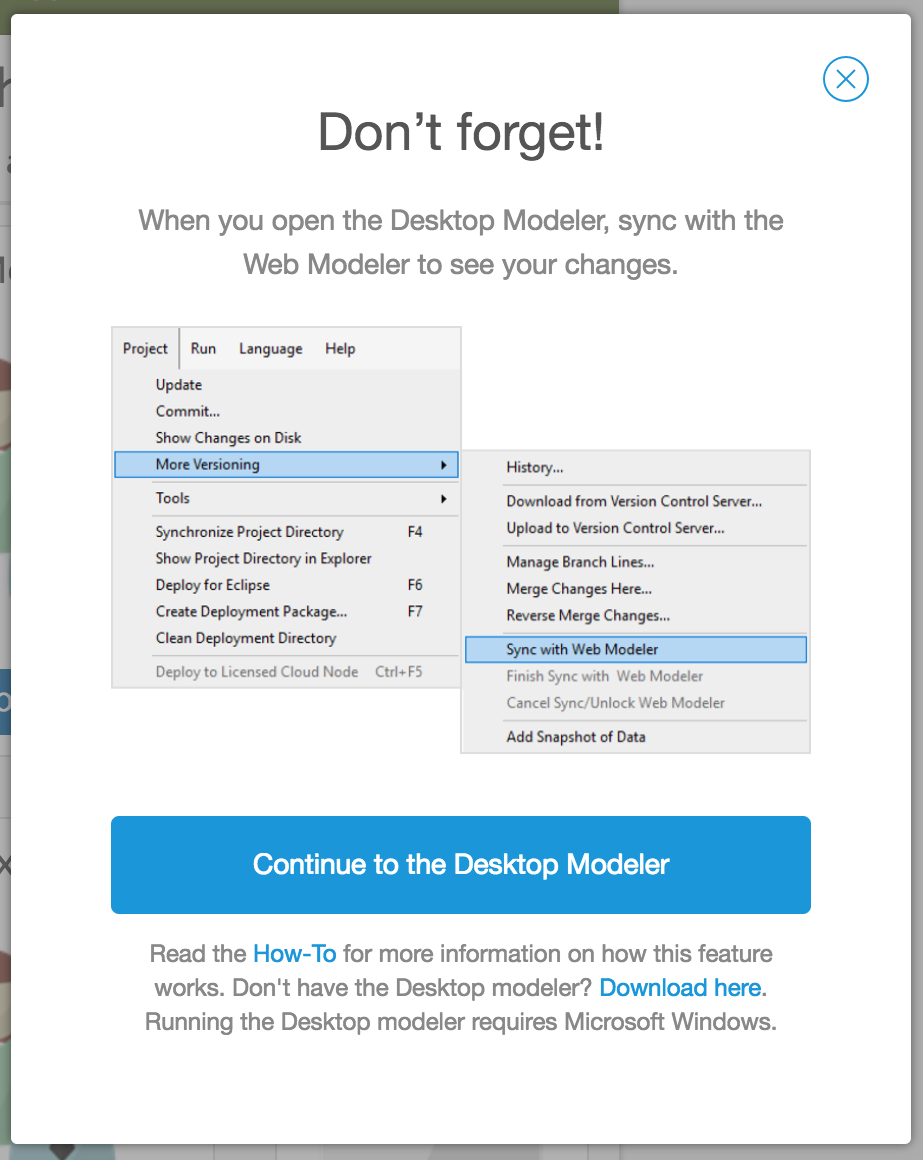 Don’t forget!
When you open the Desktop Modeler, sync with the
Web Modeler to see your changes.
Project Run Language Help
Update
Commit...
Show Changes on Disk
More Versioning
Tools
Synchronize Project Directory F4
Show Project Directory in Explorer
Deploy for Eclipse F6
Create Deployment Package... F7
Clean Deployment Directory
Deploy to Licensed Cloud Node Ctrl+F5
History...
Download from Version Control Server...
Upload to Version Control Server...
Manage Branch Lines...
Merge Changes Here...
Reverse Merge Changes...
Sync with Web Modeler
Finish Sync with  Web Modeler
Cancel Sync/Unlock Web Modeler
Add Snapshot of Data
Continue to the Desktop Modeler
Read the How-To for more information on how this feature
works. Don't have the Desktop modeler? Download here.
Running the Desktop modeler requires Microsoft Windows.